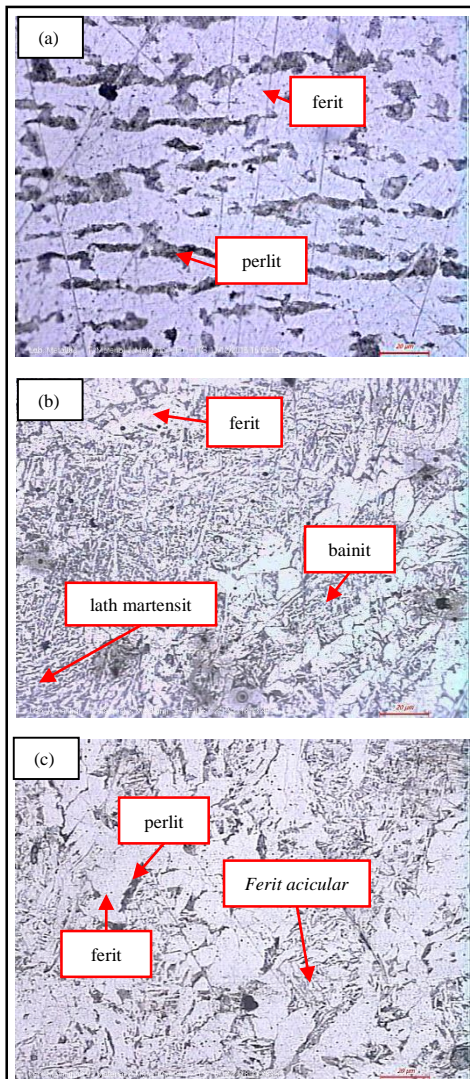 (a)
ferit
perlit
20 µm
(b)
ferit
bainit
lath martensit
20 µm
(c)
perlit
Ferit acicular
ferit
20 µm